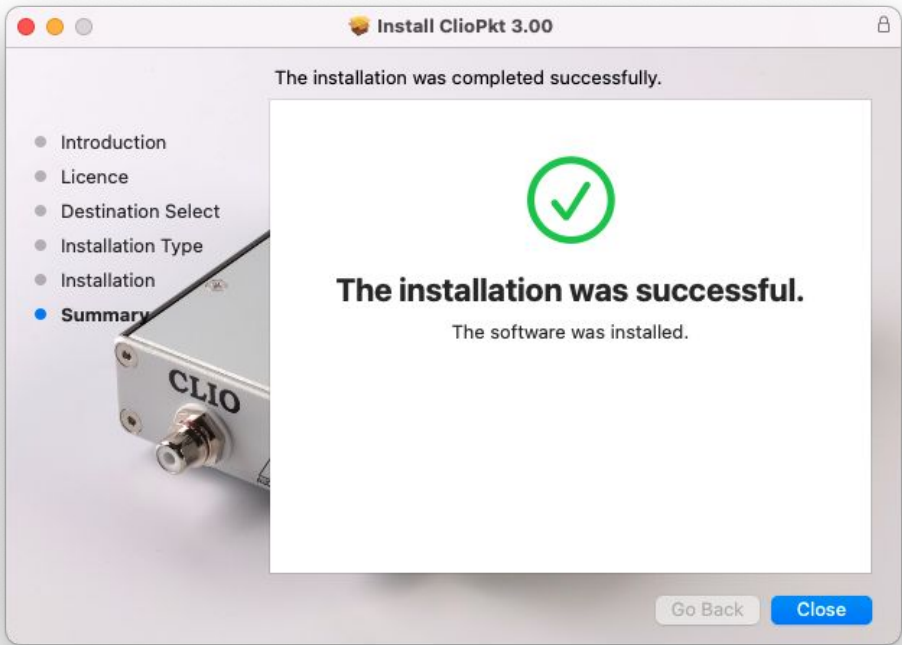 Install ClioPkt 3.00
The installation was completed successfully.
Introduction
Licence
Destination Select
Installation Type
Installation
Summary
CLIO
The installation was successful.
The software was installed.
Go Back
Close